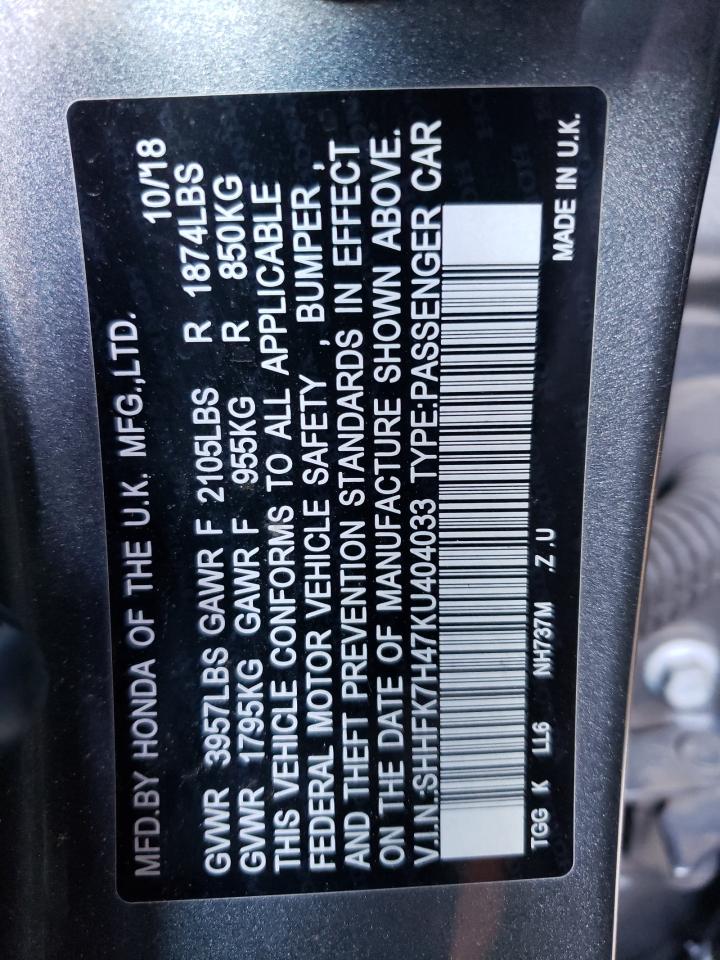 MFD.BY HONDA OF THE U.K. MFG.,LTD. 10/18
GVWR 3957LBS GAWR F 2105LBS R 1874LBS
GVWR 1795KG GAWR F 955KG R 850KG
THIS VEHICLE CONFORMS TO ALL APPLICABLE
FEDERAL MOTOR VEHICLE SAFETY , BUMPER ,
AND THEFT PREVENTION STANDARDS IN EFFECT
ON THE DATE OF MANUFACTURE SHOWN ABOVE.
V.I.N.:SHHFK7H47KU404033 TYPE:PASSENGER CAR
TGG K LL6 NH737M .Z .U MADE IN U.K.